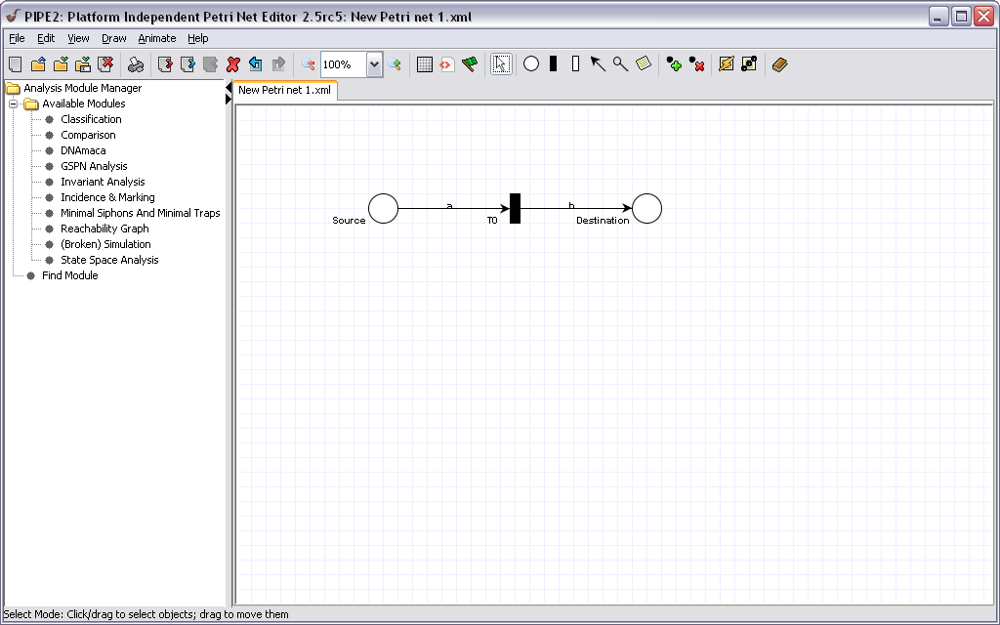 PIPE2: Platform Independent Petri Net Editor 2.5rc5: New Petri net 1.xml
File Edit View Draw Animate Help
100%
Analysis Module Manager
Available Modules
Classification
Comparison
DNAmaca
GSPN Analysis
Invariant Analysis
Incidence & Marking
Minimal Siphons And Minimal Traps
Reachability Graph
(Broken) Simulation
State Space Analysis
Find Module
New Petri net 1.xml
a b
Source T0 Destination
Select Mode: Click/drag to select objects; drag to move them